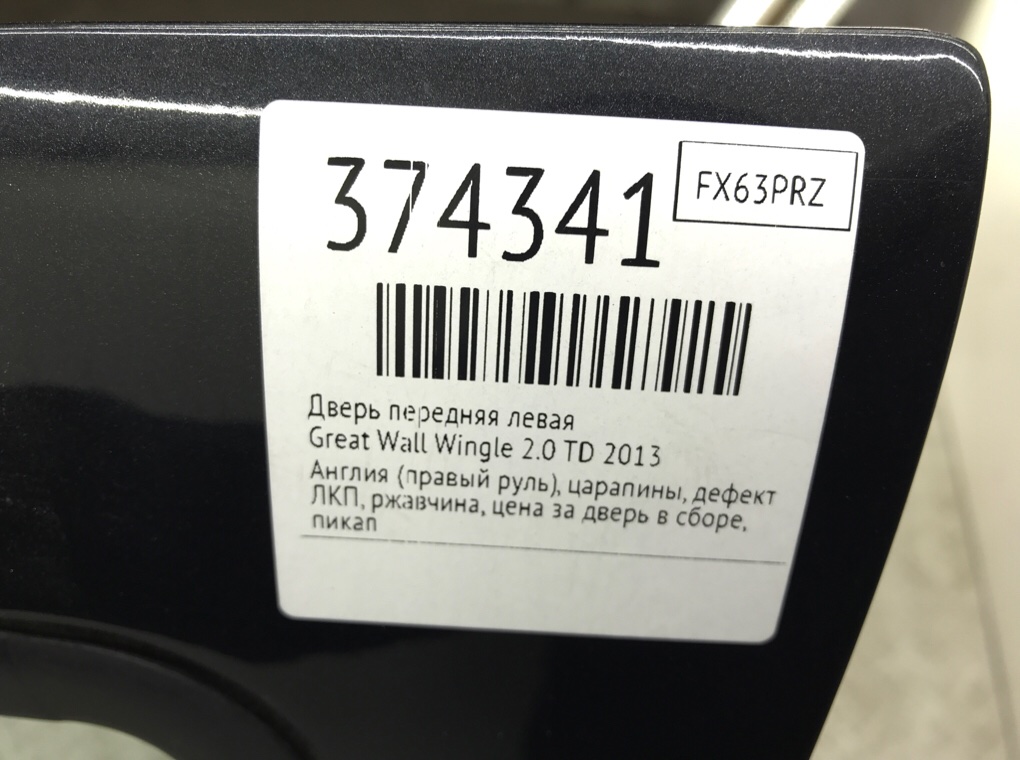 374341
FX63PRZ
Дверь передняя левая
Great Wall Wingle 2.0 TD 2013
Англия (правый руль), царапины, дефект
ЛКП, ржавчина, цена за дверь в сборе,
пикап